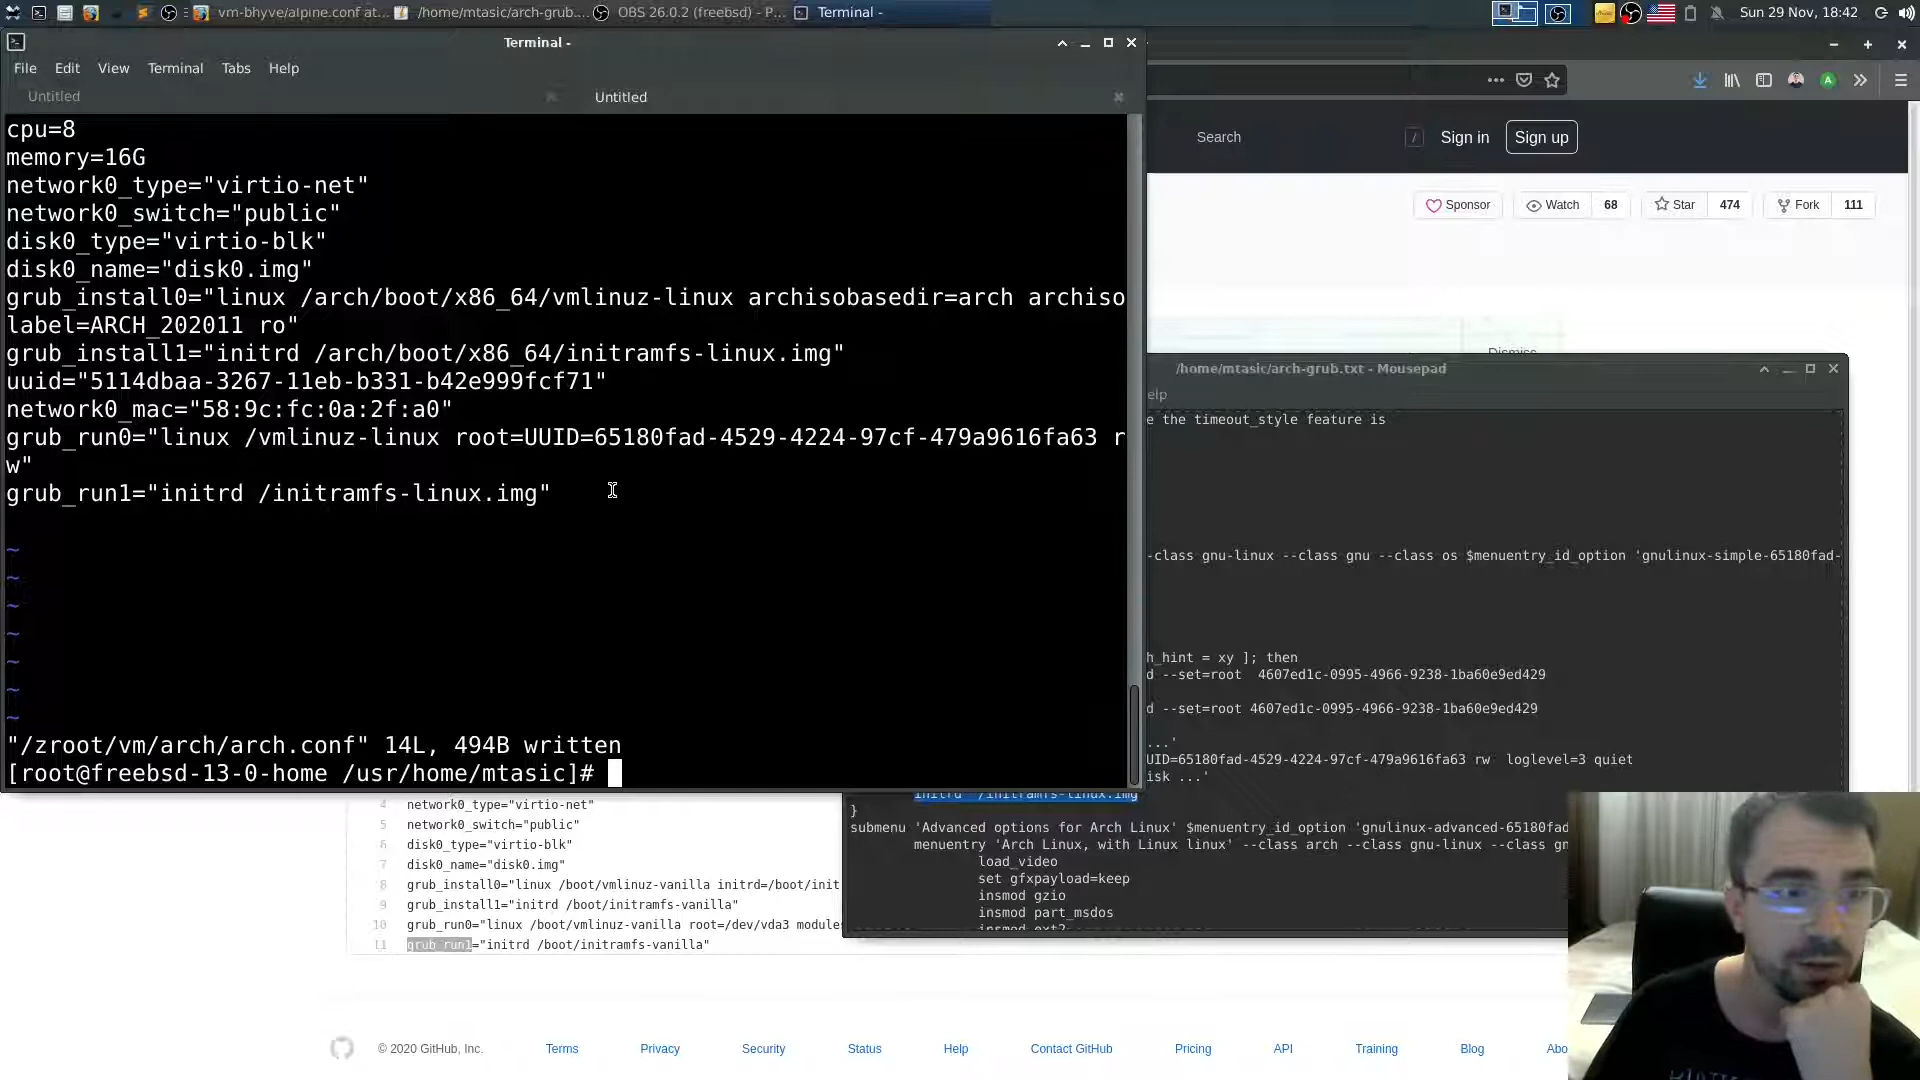 vm-bhyve/alpine.conf at...
/home/mtasic/arch-grub....
OBS 26.0.2 (freebsd) - P...
Terminal -
Sun 29 Nov, 18:42
Terminal -
File Edit View Terminal Tabs Help
Untitled
Untitled
cpu=8
memory=16G
network0_type="virtio-net"
network0_switch="public"
disk0_type="virtio-blk"
disk0_name="disk0.img"
grub_install0="linux /arch/boot/x86_64/vmlinuz-linux archisobasedir=arch archiso
label=ARCH_202011 ro"
grub_install1="initrd /arch/boot/x86_64/initramfs-linux.img"
uuid="5114dbaa-3267-11eb-b331-b42e999fcf71"
network0_mac="58:9c:fc:0a:2f:a0"
grub_run0="linux /vmlinuz-linux root=UUID=65180fad-4529-4224-97cf-479a9616fa63 r
w"
grub_run1="initrd /initramfs-linux.img"
~
~
~
~
~
~
~
"/zroot/vm/arch/arch.conf" 14L, 494B written
[root@freebsd-13-0-home /usr/home/mtasic]#
Search
/
Sign in
Sign up
Sponsor
Watch 68
Star 474
Fork 111
Dismiss
/home/mtasic/arch-grub.txt - Mousepad
elp
e the timeout_style feature is
-class gnu-linux --class gnu --class os $menuentry_id_option 'gnulinux-simple-65180fad-
h_hint = xy ]; then
d --set=root  4607ed1c-0995-4966-9238-1ba60e9ed429
d --set=root 4607ed1c-0995-4966-9238-1ba60e9ed429
...'
UID=65180fad-4529-4224-97cf-479a9616fa63 rw  loglevel=3 quiet
isk ...'
initrd  /initramfs-linux.img
}
submenu 'Advanced options for Arch Linux' $menuentry_id_option 'gnulinux-advanced-65180fad
menuentry 'Arch Linux, with Linux linux' --class arch --class gnu-linux --class gn
load_video
set gfxpayload=keep
insmod gzio
insmod part_msdos
insmod ext2
4 network0_type="virtio-net"
5 network0_switch="public"
6 disk0_type="virtio-blk"
7 disk0_name="disk0.img"
8 grub_install0="linux /boot/vmlinuz-vanilla initrd=/boot/init
9 grub_install1="initrd /boot/initramfs-vanilla"
10 grub_run0="linux /boot/vmlinuz-vanilla root=/dev/vda3 module
11 grub_run1="initrd /boot/initramfs-vanilla"
© 2020 GitHub, Inc.
Terms
Privacy
Security
Status
Help
Contact GitHub
Pricing
API
Training
Blog
Abo